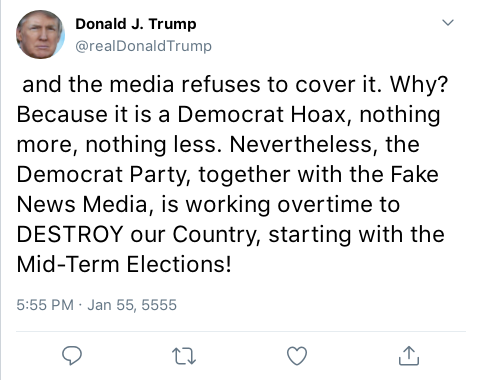 Donald J. Trump
@realDonaldTrump
and the media refuses to cover it. Why?
Because it is a Democrat Hoax, nothing
more, nothing less. Nevertheless, the
Democrat Party, together with the Fake
News Media, is working overtime to
DESTROY our Country, starting with the
Mid-Term Elections!
5:55 PM · Jan 55, 5555